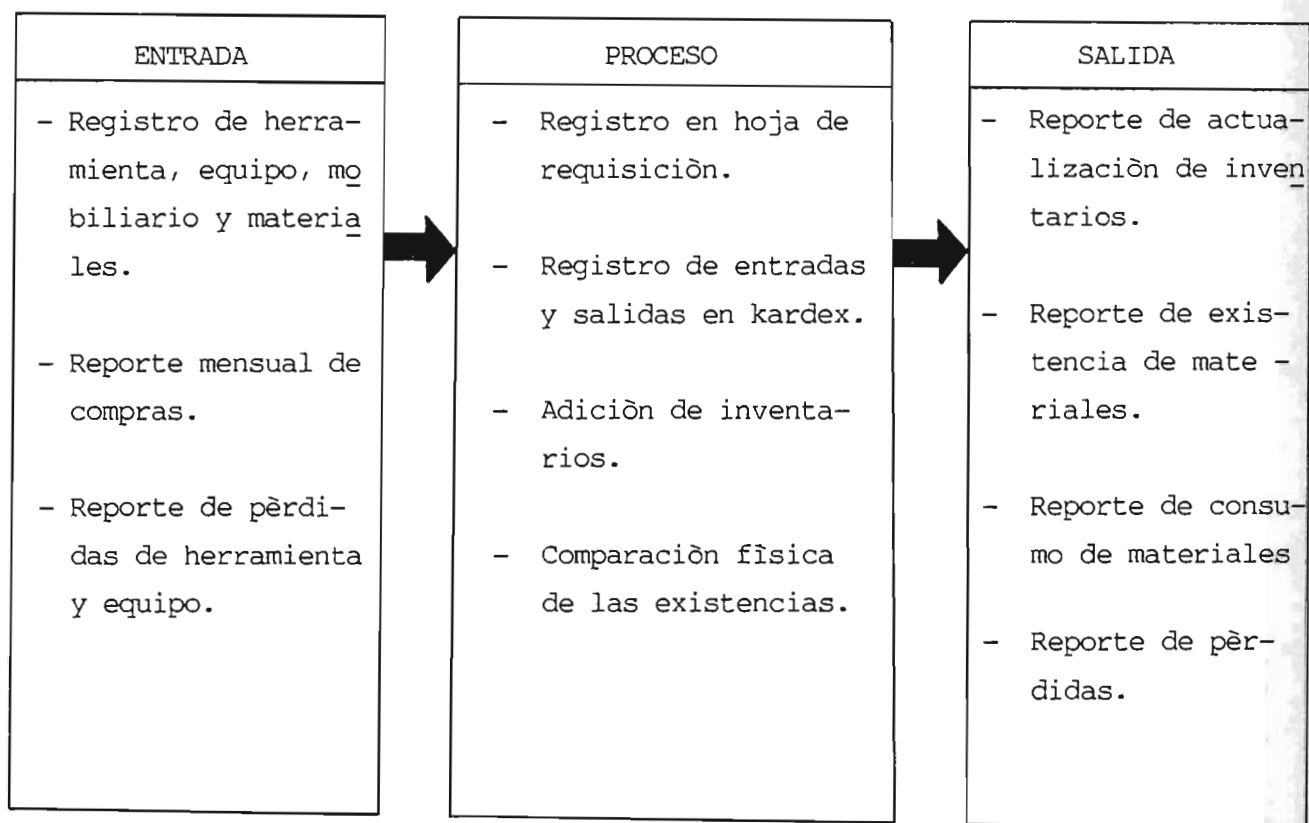 ENTRADA
- Registro de herra-
mienta, equipo, mo
biliario y materia
les.
- Reporte mensual de
compras.
- Reporte de pèrdi-
das de herramienta
y equipo.
PROCESO
- Registro en hoja de
requisiciòn.
- Registro de entradas
y salidas en kardex.
- Adiciòn de inventa-
rios.
- Comparaciòn fìsica
de las existencias.
SALIDA
- Reporte de actua-
lizaciòn de inven
tarios.
- Reporte de exis-
tencia de mate -
riales.
- Reporte de consu-
mo de materiales
- Reporte de pèr-
didas.